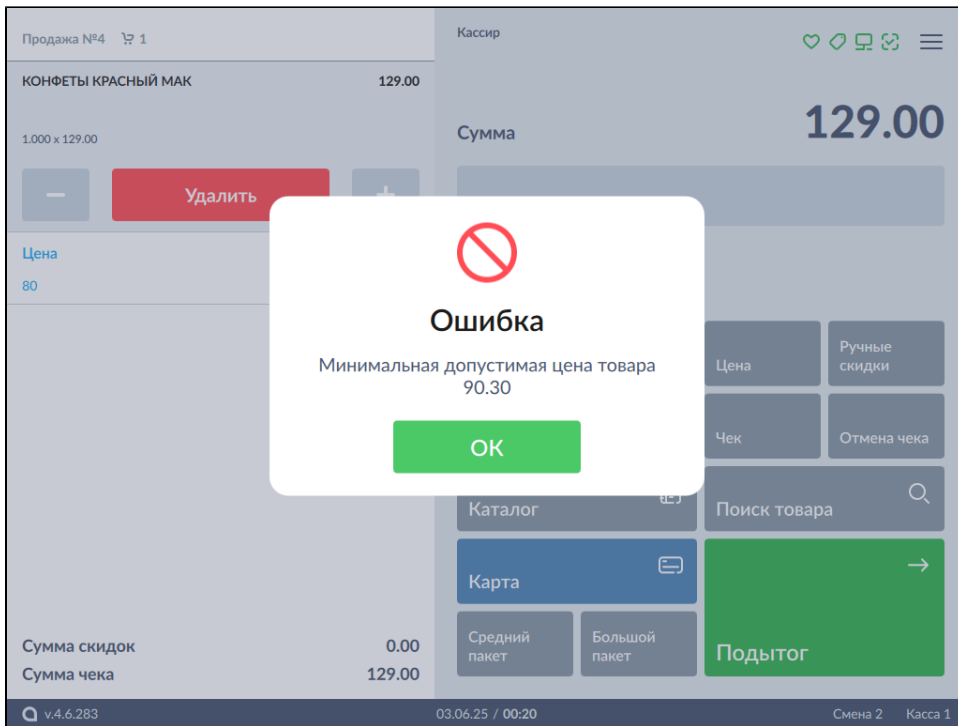 Продажа №4 1
КОНФЕТЫ КРАСНЫЙ МАК 129.00
1.000 x 129.00
Удалить
Цена
80
Сумма скидок 0.00
Сумма чека 129.00
Кассир
Сумма 129.00
Ошибка
Минимальная допустимая цена товара
90.30
ОК
Цена
Ручные
скидки
Чек
Отмена чека
Каталог
Поиск товара
Карта
Средний
пакет
Большой
пакет
Подытог
v.4.6.283
03.06.25 / 00:20
Смена 2 Касса 1